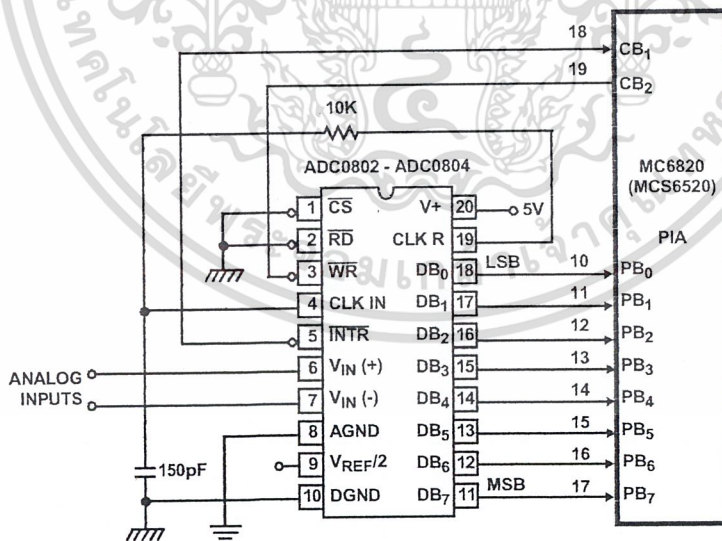 18
CB1
19
CB2
10K
ADC0802 - ADC0804
MC6820
(MCS6520)
PIA
1 CS V+ 20 5V
2 RD CLK R 19
3 WR DB0 18 LSB 10 PB0
4 CLK IN DB1 17 11 PB1
5 INTR DB2 16 12 PB2
6 VIN (+) DB3 15 13 PB3
ANALOG
INPUTS
7 VIN (-) DB4 14 14 PB4
8 AGND DB5 13 15 PB5
9 VREF/2 DB6 12 16 PB6
150pF
10 DGND DB7 11 MSB 17 PB7